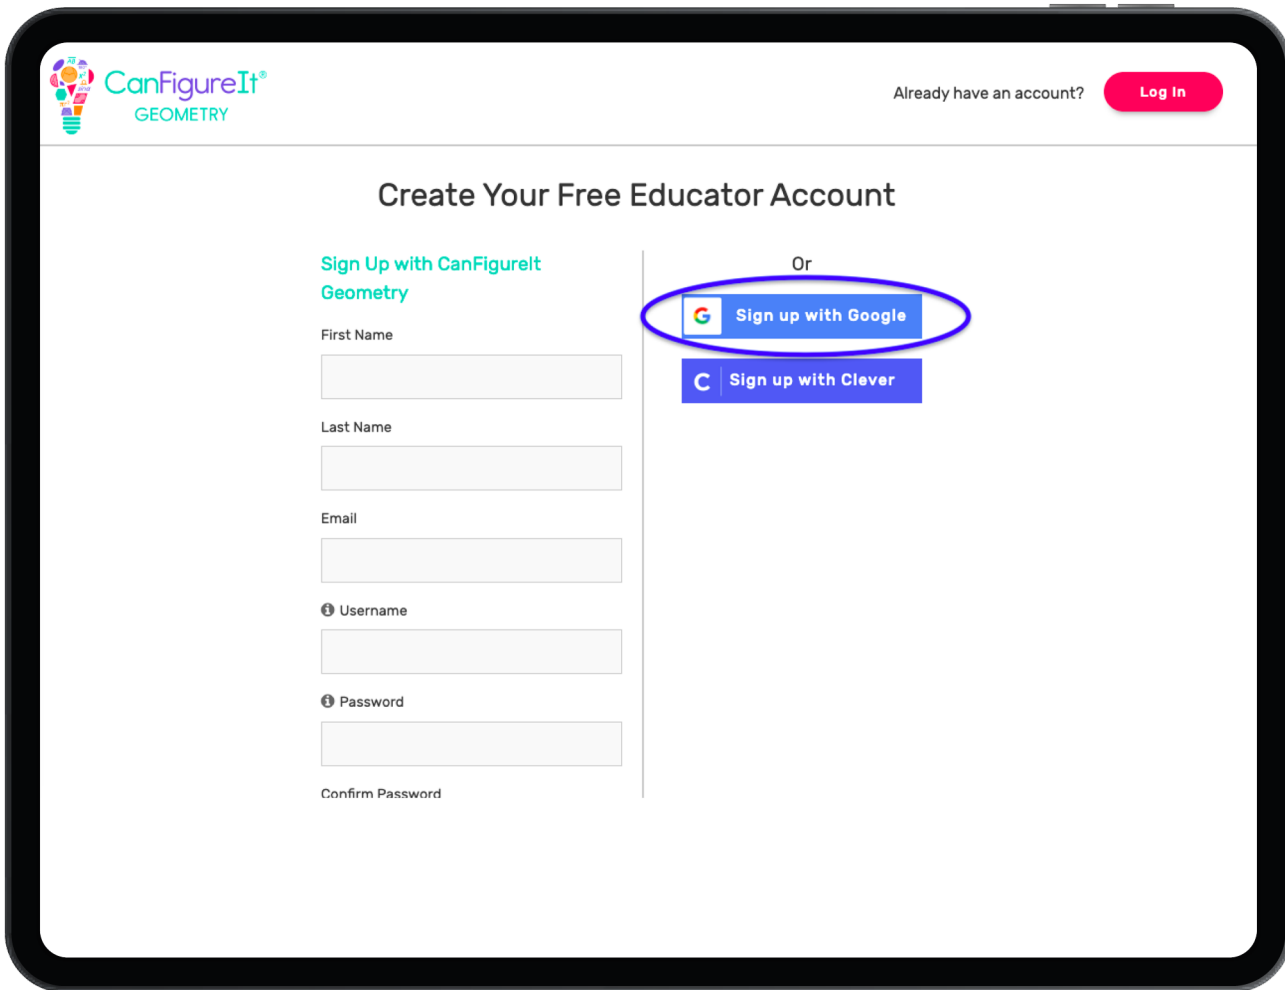 CanFigureIt®
GEOMETRY
Already have an account?
Log In
Create Your Free Educator Account
Sign Up with CanFigureIt
Geometry
First Name
Last Name
Email
Username
Password
Confirm Password
Or
Sign up with Google
Sign up with Clever